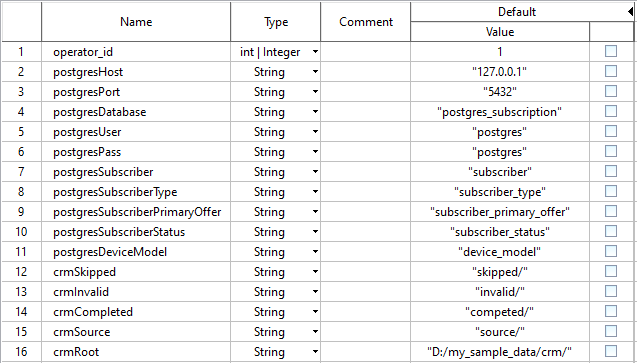 Name Type Comment Default
Value
1 operator_id int | Integer 1
2 postgresHost String "127.0.0.1"
3 postgresPort String "5432"
4 postgresDatabase String "postgres_subscription"
5 postgresUser String "postgres"
6 postgresPass String "postgres"
7 postgresSubscriber String "subscriber"
8 postgresSubscriberType String "subscriber_type"
9 postgresSubscriberPrimaryOffer String "subscriber_primary_offer"
10 postgresSubscriberStatus String "subscriber_status"
11 postgresDeviceModel String "device_model"
12 crmSkipped String "skipped/"
13 crmInvalid String "invalid/"
14 crmCompleted String "competed/"
15 crmSource String "source/"
16 crmRoot String "D:/my_sample_data/crm/"